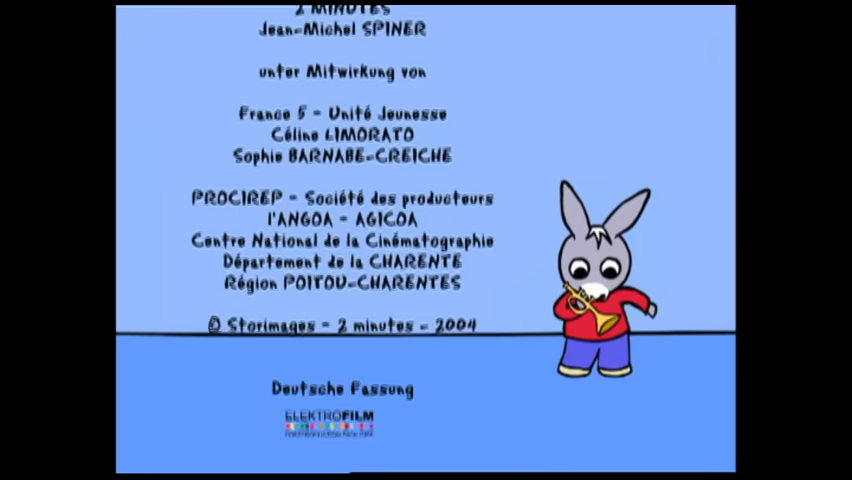 2 MINUTES
Jean-Michel SPINER
unter Mitwirkung von
France 5 - Unité Jeunesse
Céline LIMORATO
Sophie BARNABE-CREICHE
PROCIREP - Société des producteurs
l'ANGOA - AGICOA
Centre National de la Cinématographie
Département de la CHARENTE
Région POITOU-CHARENTES
© Storimages - 2 minutes - 2004
Deutsche Fassung
ELEKTROFILM